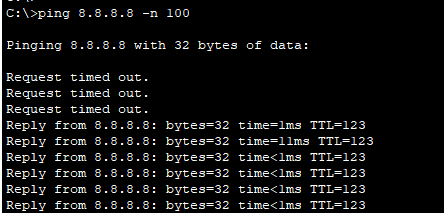 C:\>ping 8.8.8.8 -n 100
Pinging 8.8.8.8 with 32 bytes of data:
Request timed out.
Request timed out.
Request timed out.
Reply from 8.8.8.8: bytes=32 time=1ms TTL=123
Reply from 8.8.8.8: bytes=32 time=11ms TTL=123
Reply from 8.8.8.8: bytes=32 time<1ms TTL=123
Reply from 8.8.8.8: bytes=32 time<1ms TTL=123
Reply from 8.8.8.8: bytes=32 time<1ms TTL=123
Reply from 8.8.8.8: bytes=32 time<1ms TTL=123